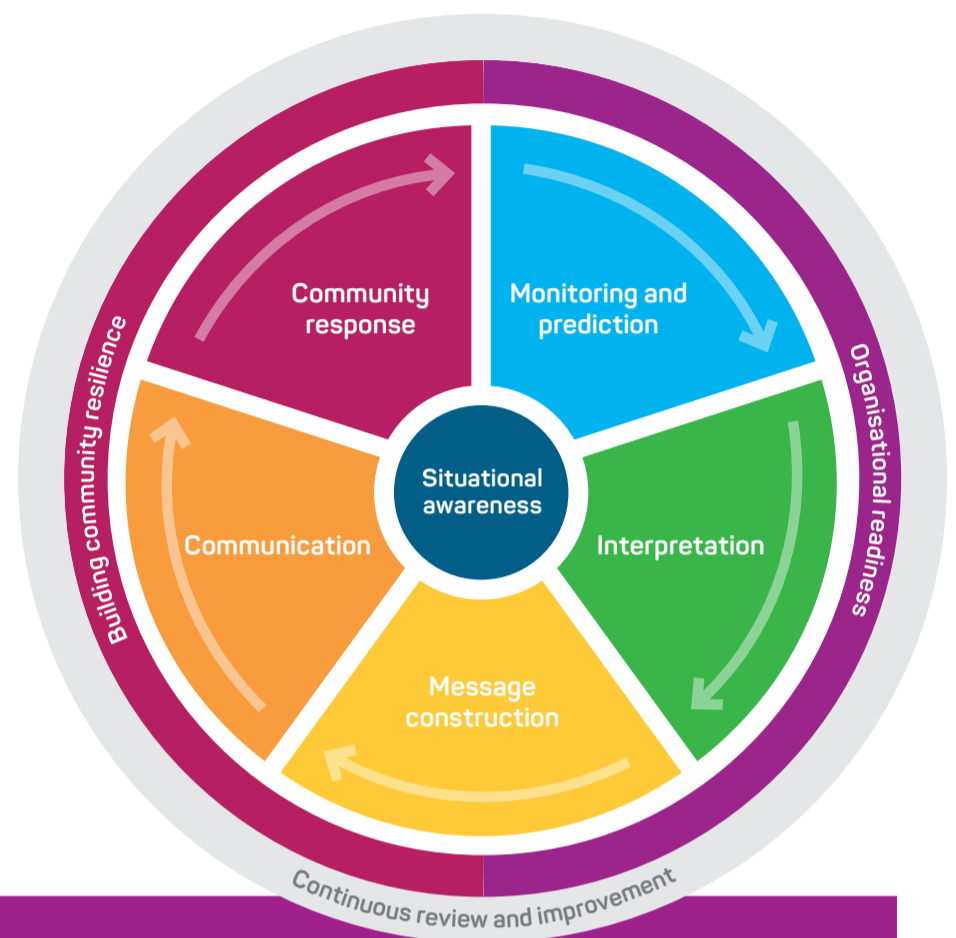 Community
response
Monitoring and
prediction
Situational
awareness
Communication
Interpretation
Message
construction
Building community resilience
Organisational readiness
Continuous review and improvement